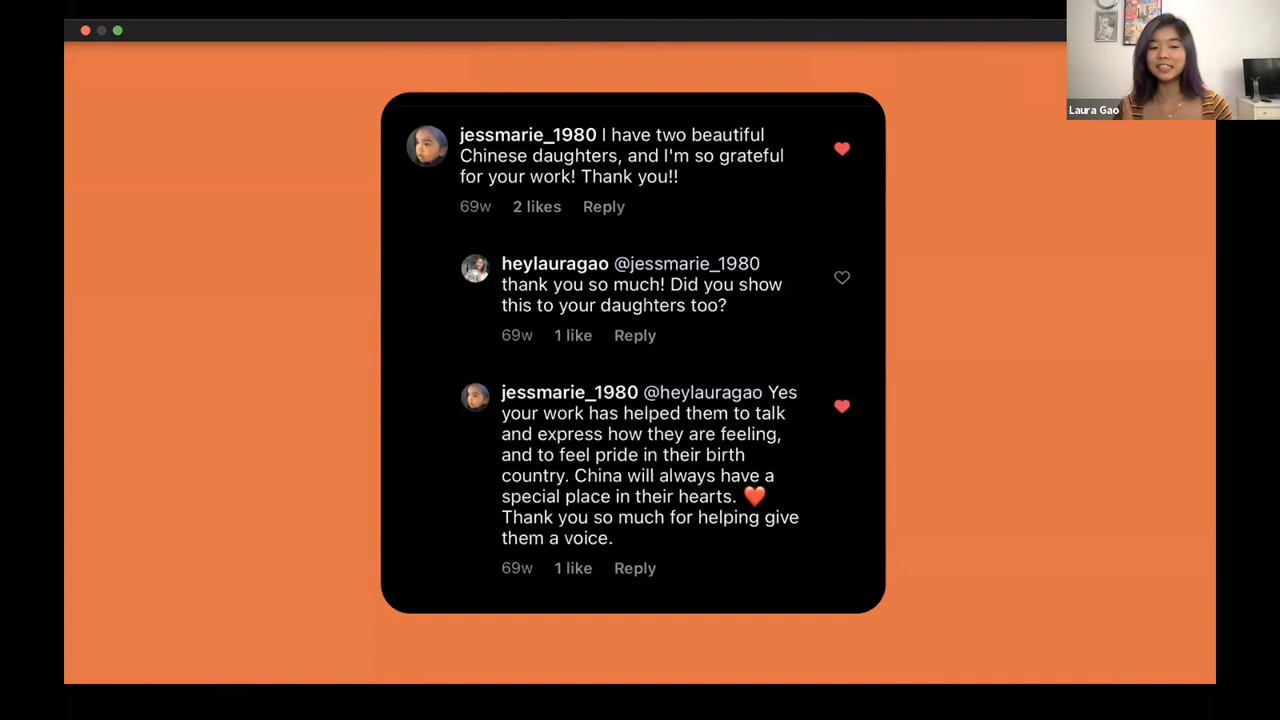 Laura Gao
jessmarie_1980 I have two beautiful
Chinese daughters, and I'm so grateful
for your work! Thank you!!
69w 2 likes Reply
heylauragao @jessmarie_1980
thank you so much! Did you show
this to your daughters too?
69w 1 like Reply
jessmarie_1980 @heylauragao Yes
your work has helped them to talk
and express how they are feeling,
and to feel pride in their birth
country. China will always have a
special place in their hearts. ❤️
Thank you so much for helping give
them a voice.
69w 1 like Reply